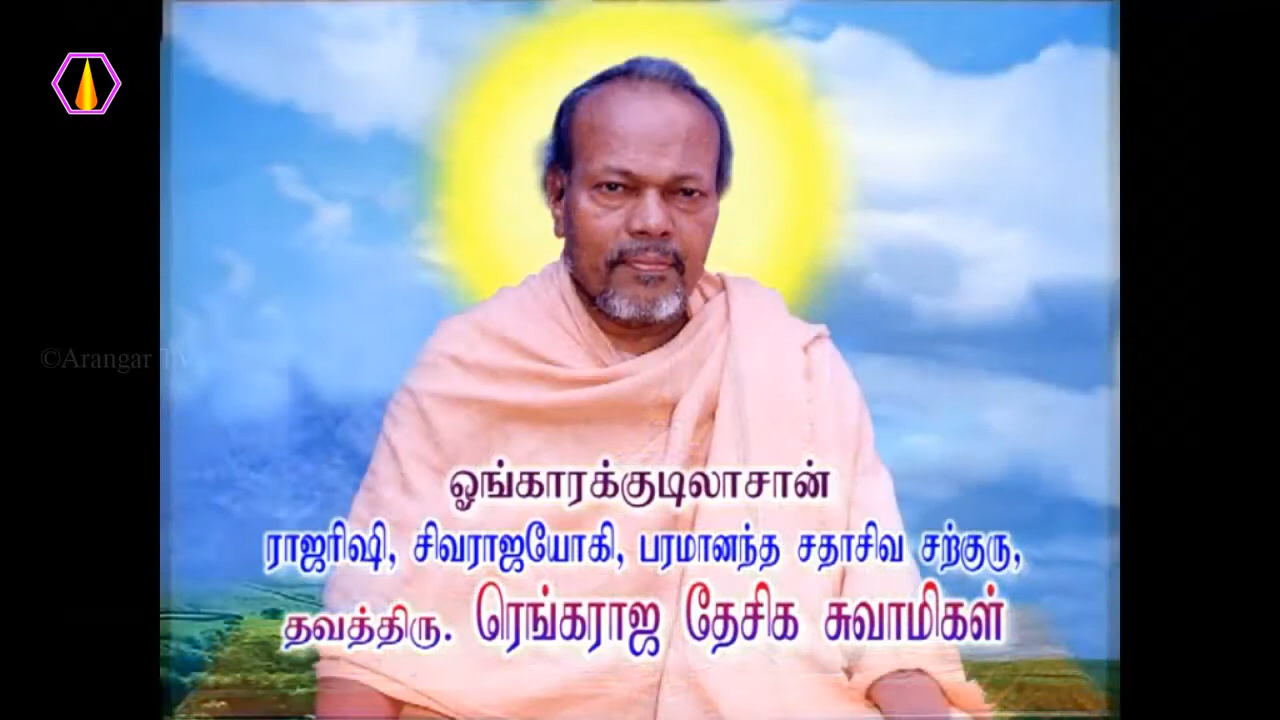 ©Arangar TV
ஓங்காரக்குடிலாசான்
ராஜரிஷி, சிவராஜயோகி, பரமானந்த சதாசிவ சற்குரு,
தவத்திரு. ரெங்கராஜ தேசிக சுவாமிகள்